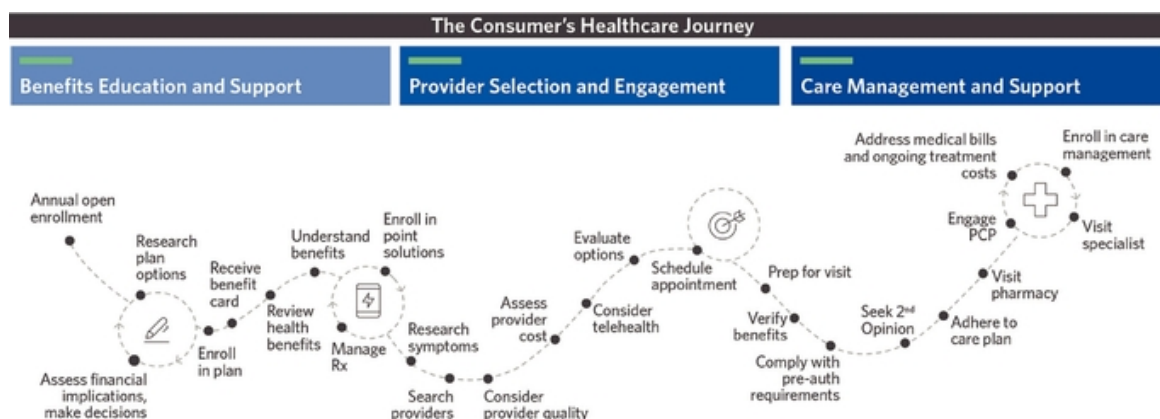 The Consumer's Healthcare Journey
Benefits Education and Support
Provider Selection and Engagement
Care Management and Support
Annual open
enrollment
Research
plan
options
Assess financial
implications,
make decisions
Enroll
in plan
Receive
benefit
card
Review
health
benefits
Understand
benefits
Manage
Rx
Enroll in
point
solutions
Research
symptoms
Search
providers
Consider
provider quality
Assess
provider
cost
Consider
telehealth
Evaluate
options
Schedule
appointment
Prep for visit
Verify
benefits
Comply with
pre-auth
requirements
Seek 2nd
Opinion
Adhere to
care plan
Visit
pharmacy
Engage
PCP
Address medical bills
and ongoing treatment
costs
Enroll in care
management
Visit
specialist